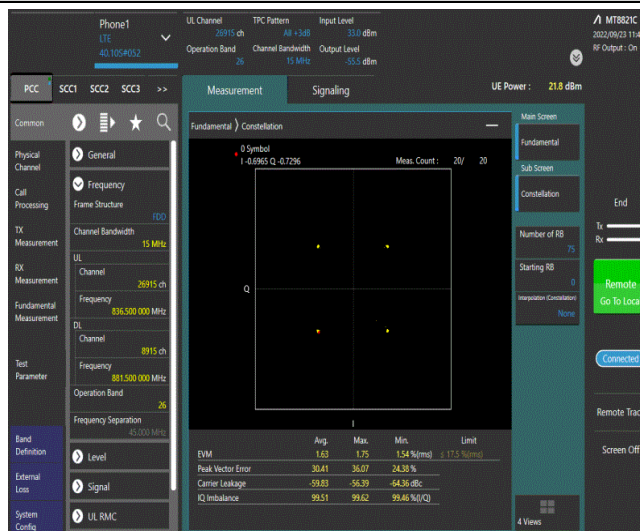 Phone1
LTE
40.10S#052
UL Channel
26915 ch
TPC Pattern
All +3dB
Input Level
33.0 dBm
Operation Band
26
Channel Bandwidth
15 MHz
Output Level
-55.5 dBm
MT8821C
2022/09/23 11:4
RF Output : On
PCC SCC1 SCC2 SCC3 >>
Measurement Signaling
UE Power : 21.8 dBm
Common
Physical
Channel
Call
Processing
TX
Measurement
RX
Measurement
Fundamental
Measurement
Test
Parameter
Band
Definition
External
Loss
System
Config
General
Frequency
Frame Structure
FDD
Channel Bandwidth
15 MHz
UL
Channel
26915 ch
Frequency
836.500 000 MHz
DL
Channel
8915 ch
Frequency
881.500 000 MHz
Operation Band
26
Frequency Separation
45.000 MHz
Level
Signal
UL RMC
Fundamental Constellation
0 Symbol
I -0.6965 Q -0.7296
Meas. Count : 20/ 20
Q
I
Avg. Max. Min. Limit
EVM 1.63 1.75 1.54 %(rms) ≤ 17.5 %(rms)
Peak Vector Error 30.41 36.07 24.38 %
Carrier Leakage -59.83 -56.39 -64.36 dBc
IQ Imbalance 99.51 99.62 99.46 %(I/Q)
Main Screen
Fundamental
Sub Screen
Constellation
Number of RB
75
Starting RB
0
Interpolation (Constellation)
None
4 Views
End
Tx
Rx
Remote
Go To Loca
Connected
Remote Trac
Screen Off